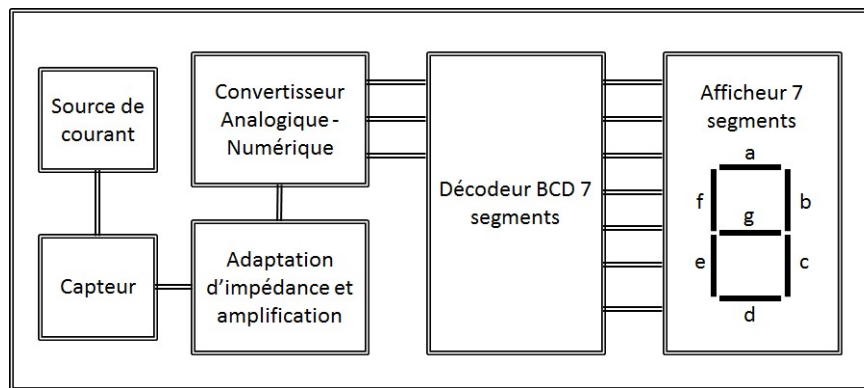 Source de
courant
Capteur
Convertisseur
Analogique -
Numérique
Adaptation
d'impédance et
amplification
Décodeur BCD 7
segments
Afficheur 7
segments
a
f
b
g
e
c
d